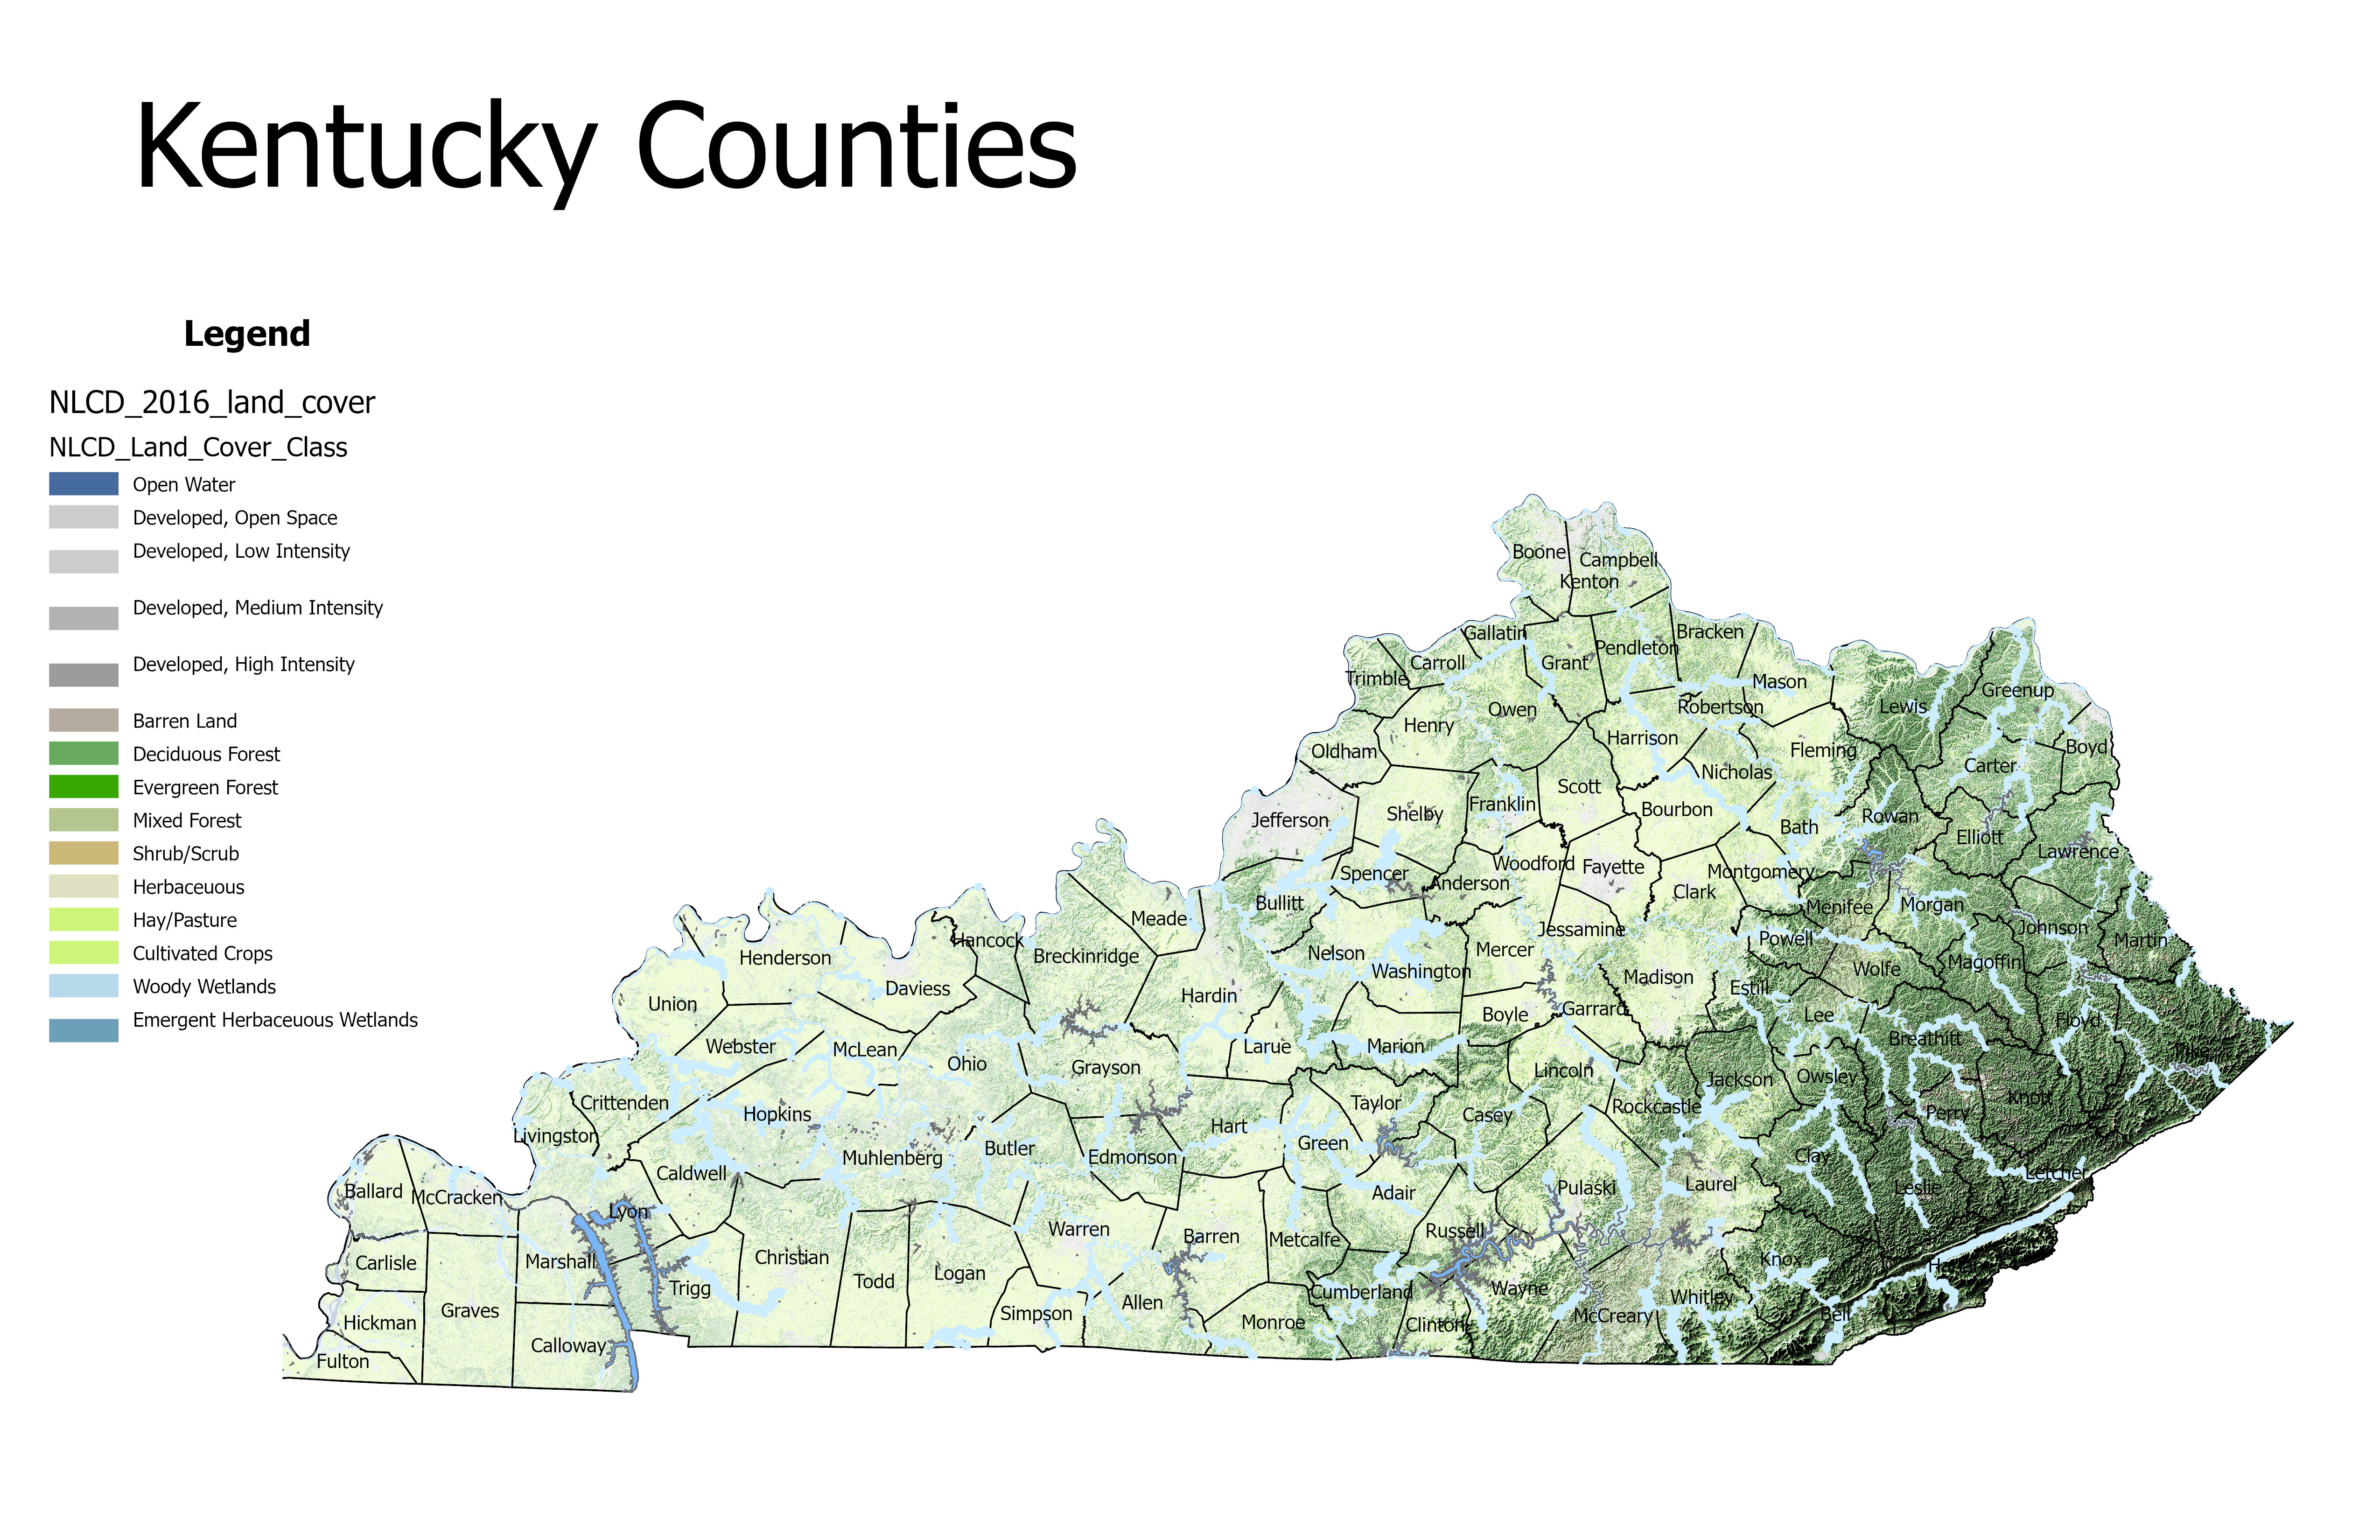 Kentucky Counties
Legend
NLCD_2016_land_cover
NLCD_Land_Cover_Class
Open Water
Developed, Open Space
Developed, Low Intensity
Developed, Medium Intensity
Developed, High Intensity
Barren Land
Deciduous Forest
Evergreen Forest
Mixed Forest
Shrub/Scrub
Herbaceuous
Hay/Pasture
Cultivated Crops
Woody Wetlands
Emergent Herbaceuous Wetlands
Boone
Campbell
Kenton
Gallatin
Bracken
Pendleton
Carroll
Grant
Trimble
Mason
Greenup
Robertson
Lewis
Owen
Henry
Harrison
Oldham
Fleming
Boyd
Carter
Nicholas
Scott
Franklin
Bourbon
Shelby
Jefferson
Rowan
Bath
Elliott
Lawrence
Woodford
Fayette
Montgomery
Spencer
Anderson
Clark
Bullitt
Menifee
Morgan
Meade
Johnson
Jessamine
Hancock
Powell
Martin
Mercer
Nelson
Breckinridge
Henderson
Magoffin
Wolfe
Washington
Madison
Daviess
Estill
Hardin
Union
Garrard
Boyle
Lee
Floyd
Breathitt
Webster
McLean
Larue
Marion
Ohio
Grayson
Lincoln
Owsley
Jackson
Knott
Crittenden
Taylor
Rockcastle
Perry
Hopkins
Casey
Hart
Livingston
Green
Butler
Clay
Edmonson
Muhlenberg
Letcher
Caldwell
Laurel
Leslie
Pulaski
Ballard
Adair
McCracken
Lyon
Warren
Russell
Barren
Metcalfe
Christian
Knox
Marshall
Carlisle
Logan
Todd
Trigg
Wayne
Cumberland
Whitley
Allen
Graves
Simpson
Bell
McCreary
Hickman
Monroe
Clinton
Calloway
Fulton